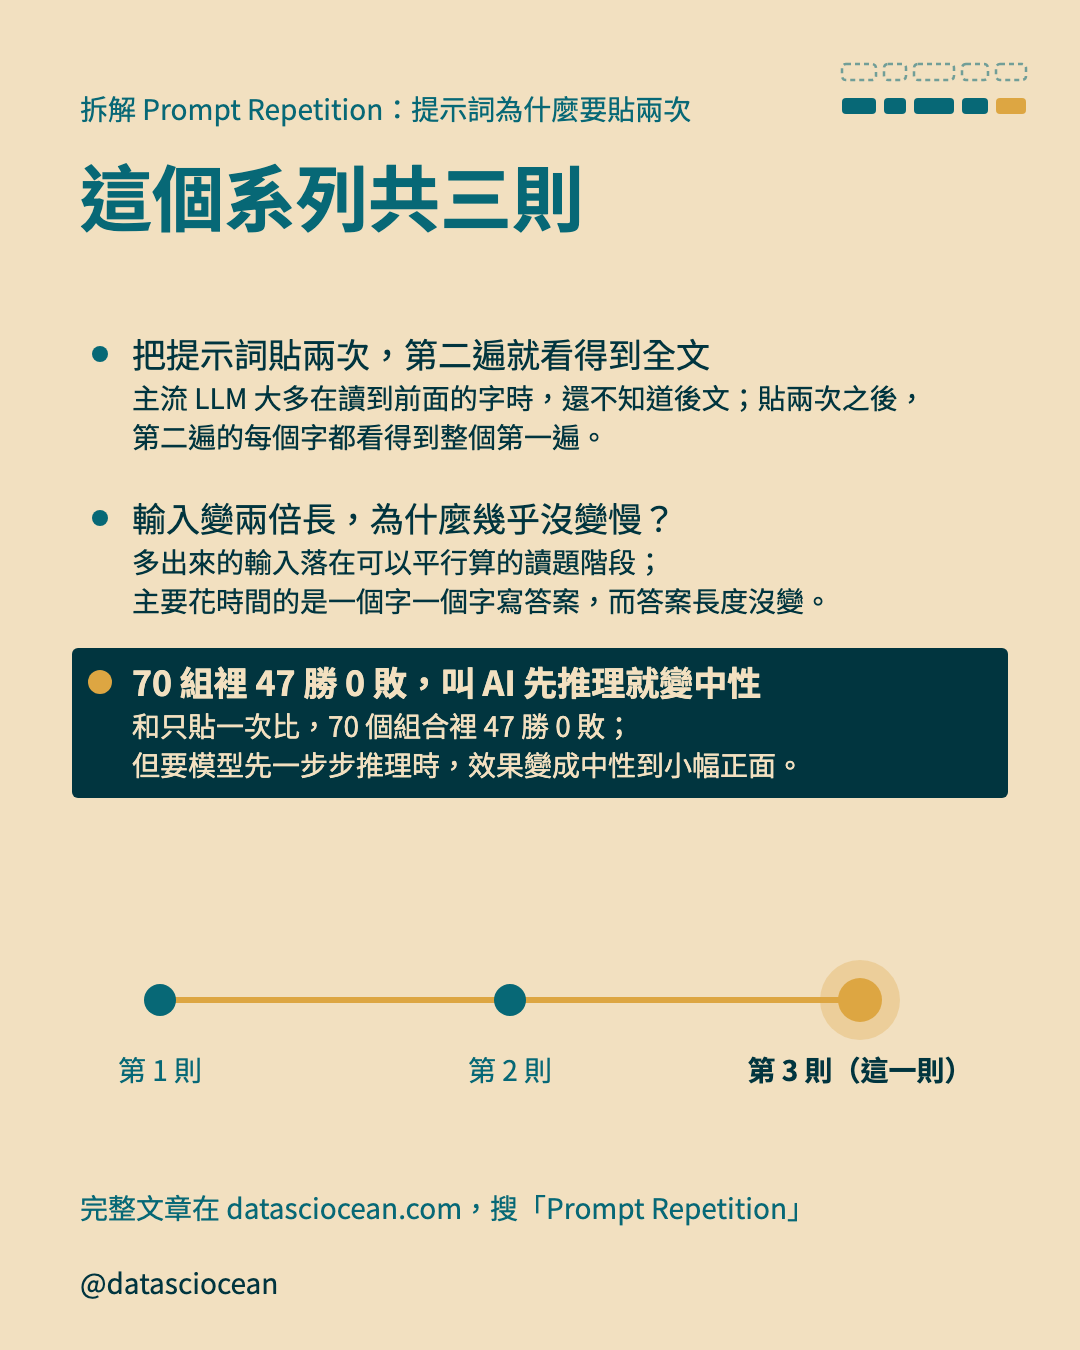 拆解 Prompt Repetition：提示詞為什麼要貼兩次
這個系列共三則
把提示詞貼兩次，第二遍就看得到全文
主流 LLM 大多在讀到前面的字時，還不知道後文；貼兩次之後，
第二遍的每個字都看得到整個第一遍。
輸入變兩倍長，為什麼幾乎沒變慢？
多出來的輸入落在可以平行算的讀題階段；
主要花時間的是一個字一個字寫答案，而答案長度沒變。
70 組裡 47 勝 0 敗，叫 AI 先推理就變中性
和只貼一次比，70 個組合裡 47 勝 0 敗；
但要模型先一步步推理時，效果變成中性到小幅正面。
第 1 則
第 2 則
第 3 則（這一則）
完整文章在 datasciocean.com，搜「Prompt Repetition」
@datasciocean